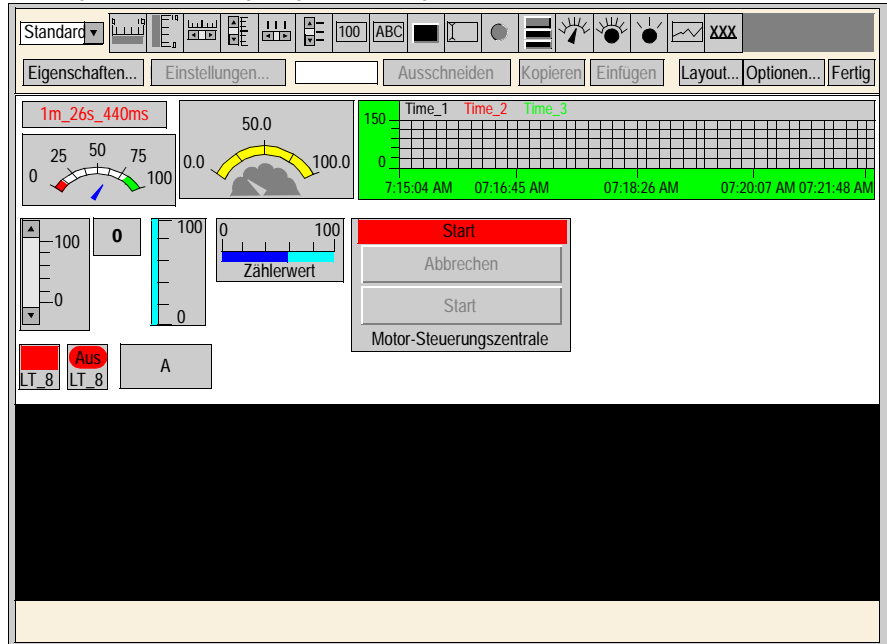 Standard 100 ABC XXX
Eigenschaften... Einstellungen... Ausschneiden Kopieren Einfügen Layout... Optionen... Fertig
1m_26s_440ms
0 25 50 75 100
0.0 50.0 100.0
Time_1 Time_2 Time_3
150
0
7:15:04 AM 07:16:45 AM 07:18:26 AM 07:20:07 AM 07:21:48 AM
100
0
0
100
0
0 100
Zählerwert
Start
Abbrechen
Start
Motor-Steuerungszentrale
LT_8
Aus
LT_8
A